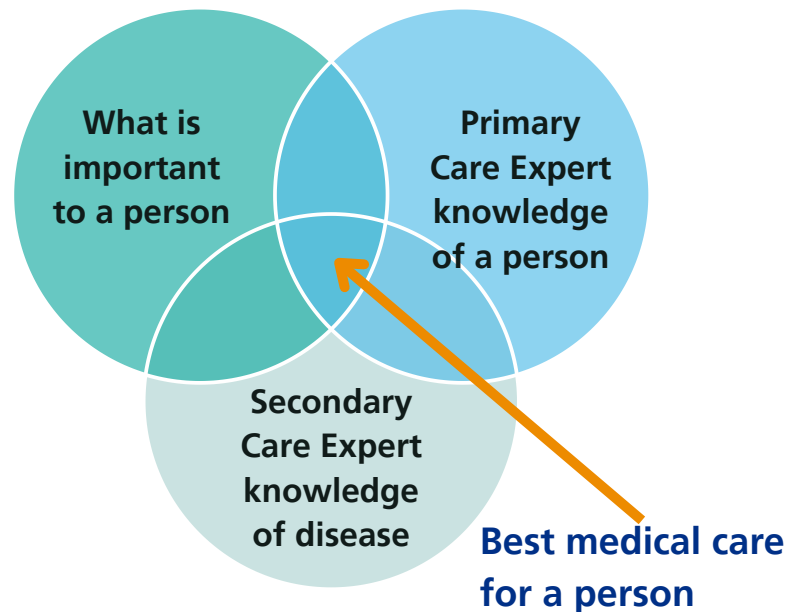 What is
important
to a person
Primary
Care Expert
knowledge
of a person
Secondary
Care Expert
knowledge
of disease
Best medical care
for a person